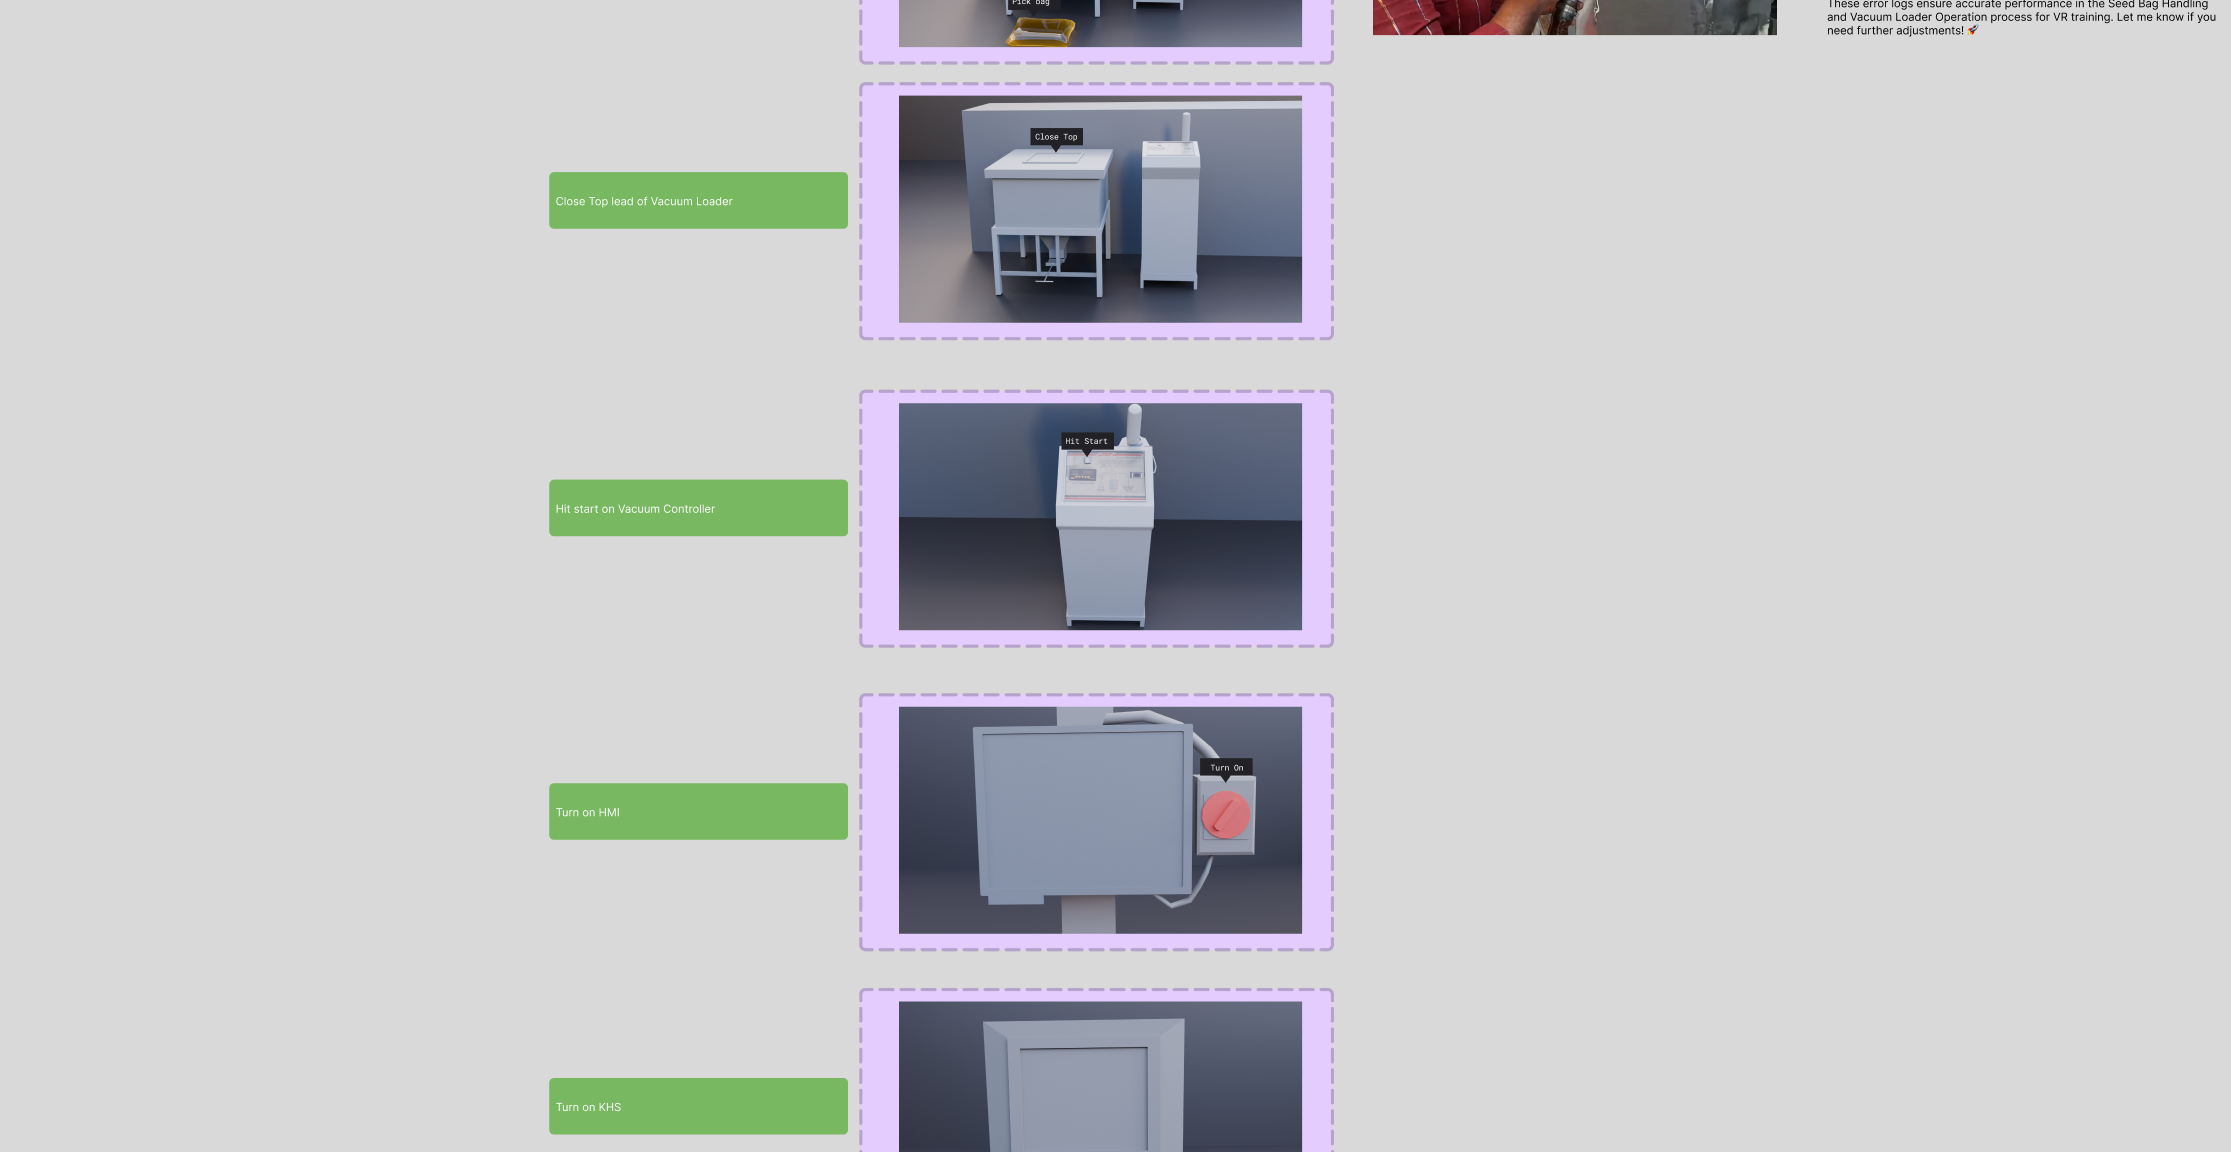 Pick bag
These error logs ensure accurate performance in the Seed Bag Handling
and Vacuum Loader Operation process for VR training. Let me know if you
need further adjustments! 🚀
Close Top
Close Top lead of Vacuum Loader
Hit Start
Hit start on Vacuum Controller
Turn On
Turn on HMI
Turn on KHS